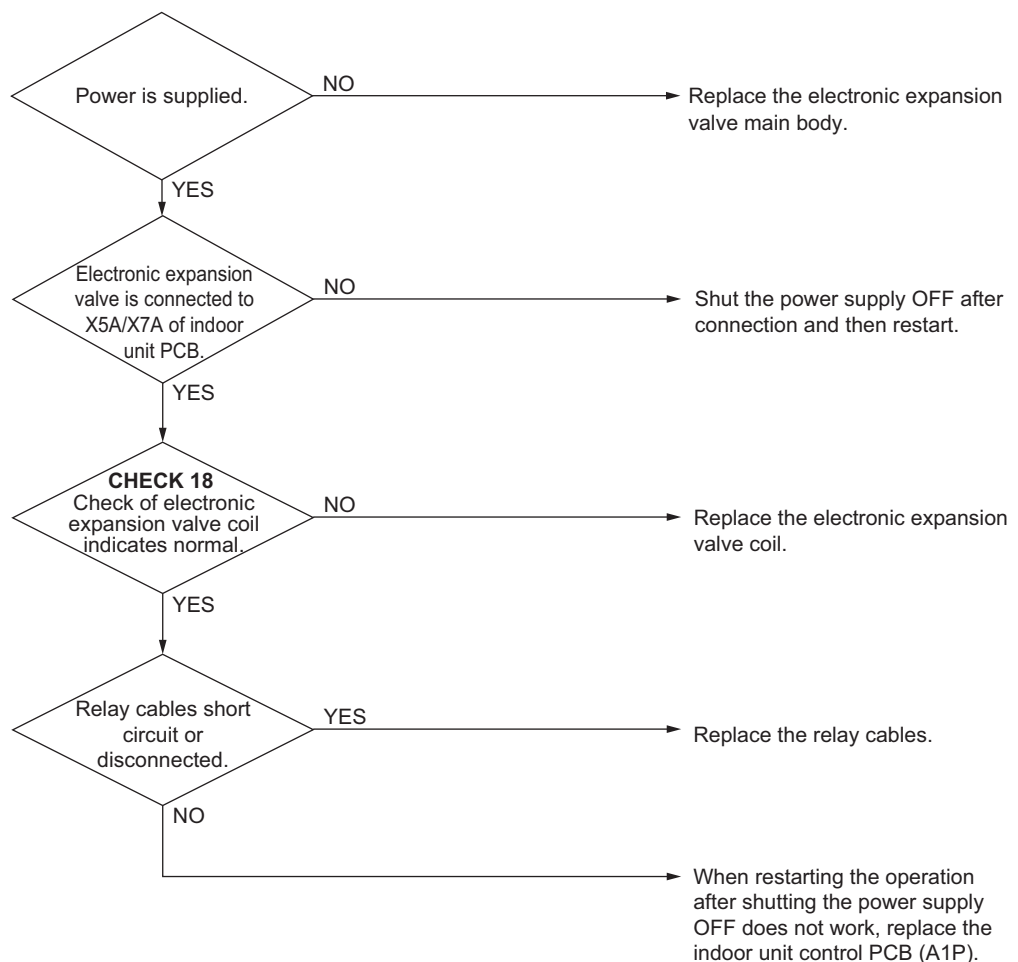 Power is supplied.
NO
Replace the electronic expansion
valve main body.
YES
Electronic expansion
valve is connected to
X5A/X7A of indoor
unit PCB.
NO
Shut the power supply OFF after
connection and then restart.
YES
CHECK 18
Check of electronic
expansion valve coil
indicates normal.
NO
Replace the electronic expansion
valve coil.
YES
Relay cables short
circuit or
disconnected.
YES
Replace the relay cables.
NO
When restarting the operation
after shutting the power supply
OFF does not work, replace the
indoor unit control PCB (A1P).